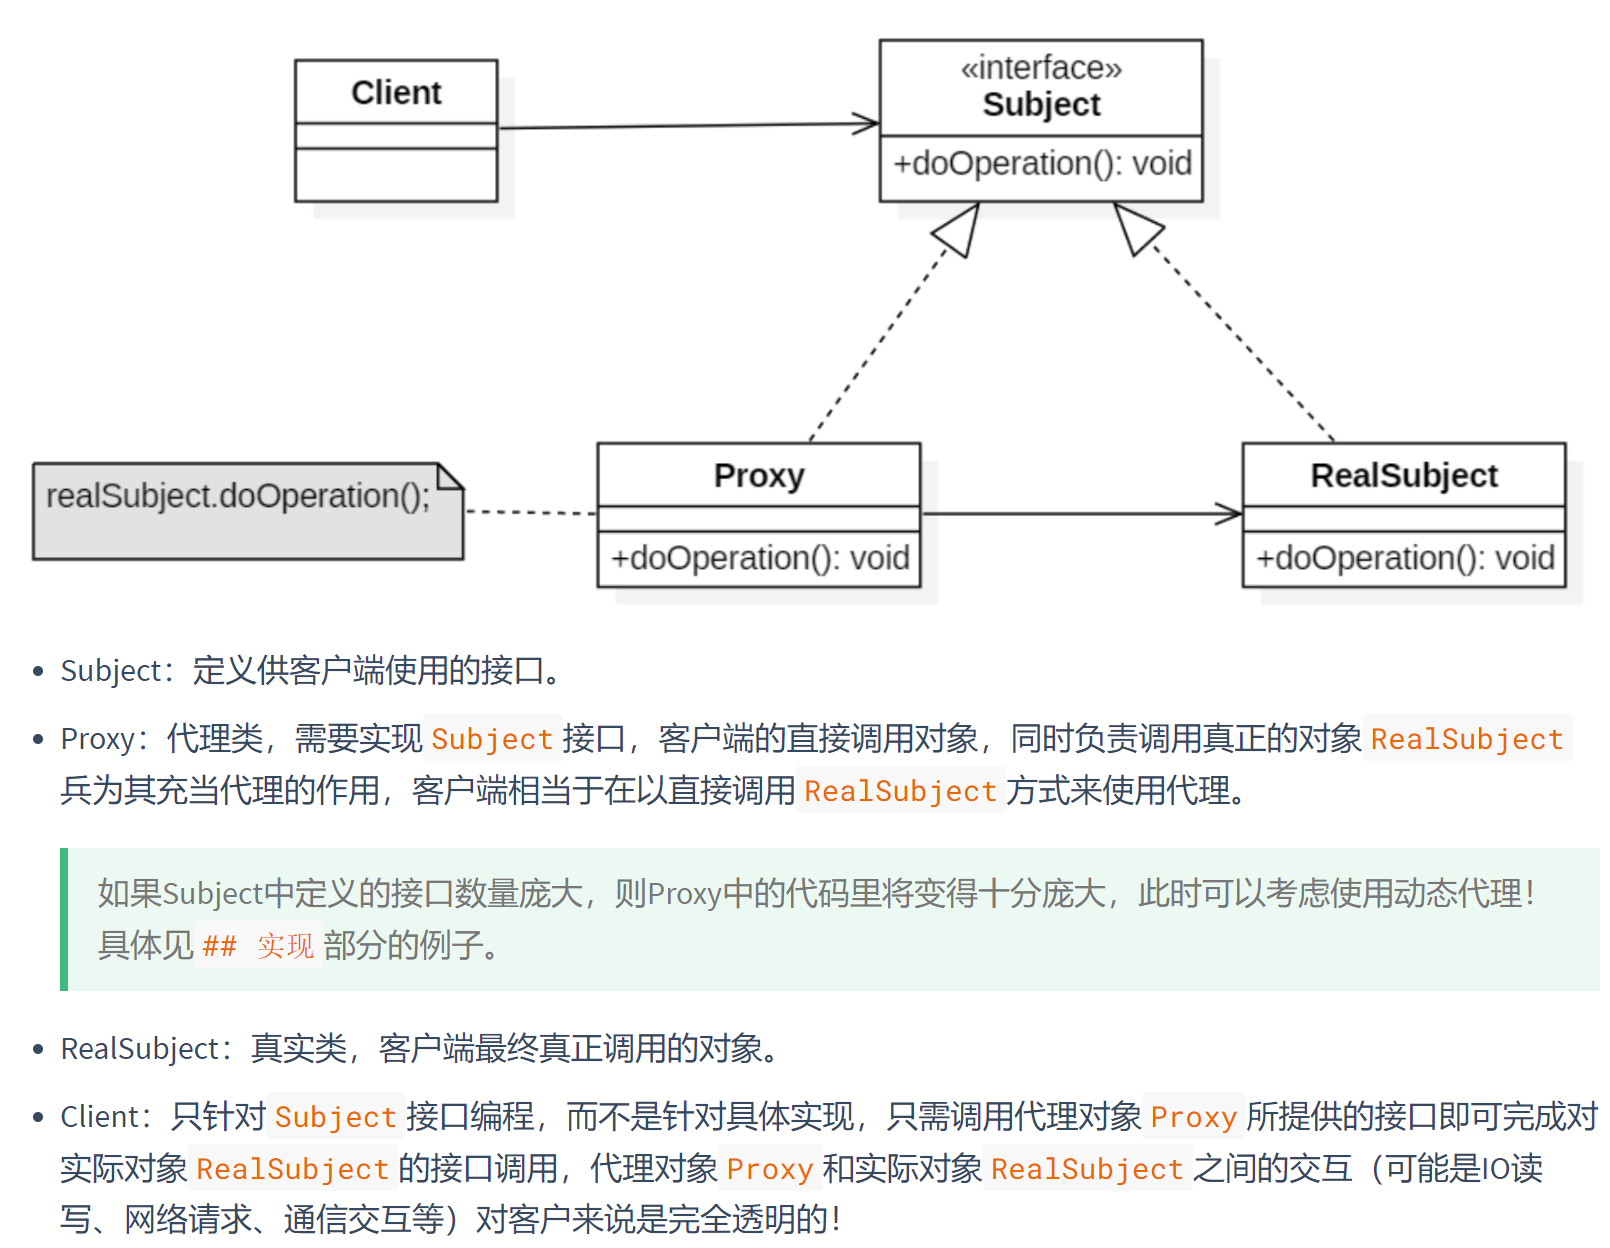 Client
«interface»
Subject
+doOperation(): void
realSubject.doOperation();
Proxy
+doOperation(): void
RealSubject
+doOperation(): void
• Subject：定义供客户端使用的接口。
• Proxy：代理类，需要实现 Subject 接口，客户端的直接调用对象，同时负责调用真正的对象 RealSubject
兵为其充当代理的作用，客户端相当于在以直接调用 RealSubject 方式来使用代理。
如果Subject中定义的接口数量庞大，则Proxy中的代码里将变得十分庞大，此时可以考虑使用动态代理！
具体见 ## 实现 部分的例子。
• RealSubject：真实类，客户端最终真正调用的对象。
• Client：只针对 Subject 接口编程，而不是针对具体实现，只需调用代理对象 Proxy 所提供的接口即可完成对
实际对象 RealSubject 的接口调用，代理对象 Proxy 和实际对象 RealSubject 之间的交互（可能是IO读
写、网络请求、通信交互等）对客户来说是完全透明的！